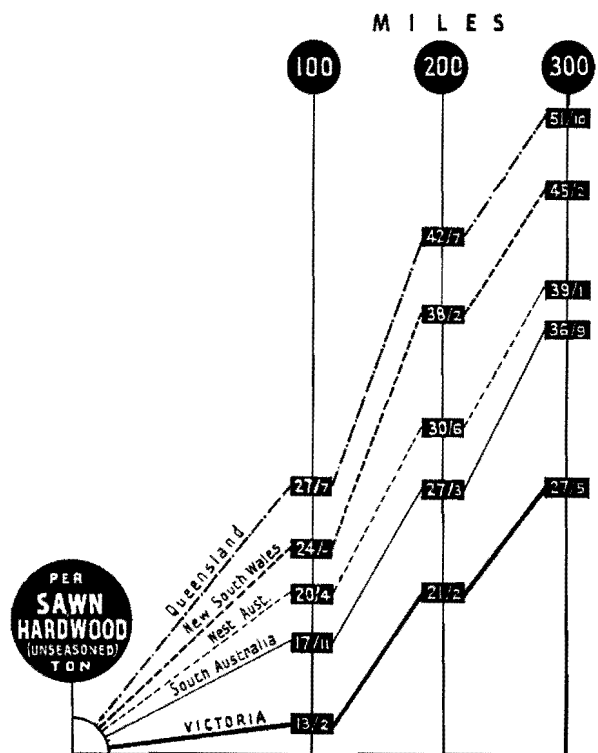 MILES
100 200 300
51/10
45/2
42/7
39/1
38/2
36/9
30/6
27/7
27/3
27/5
24/-
21/2
20/4
17/11
13/2
Queensland
New South Wales
West Aust.
South Australia
VICTORIA
PER
SAWN
HARDWOOD
(UNSEASONED)
TON